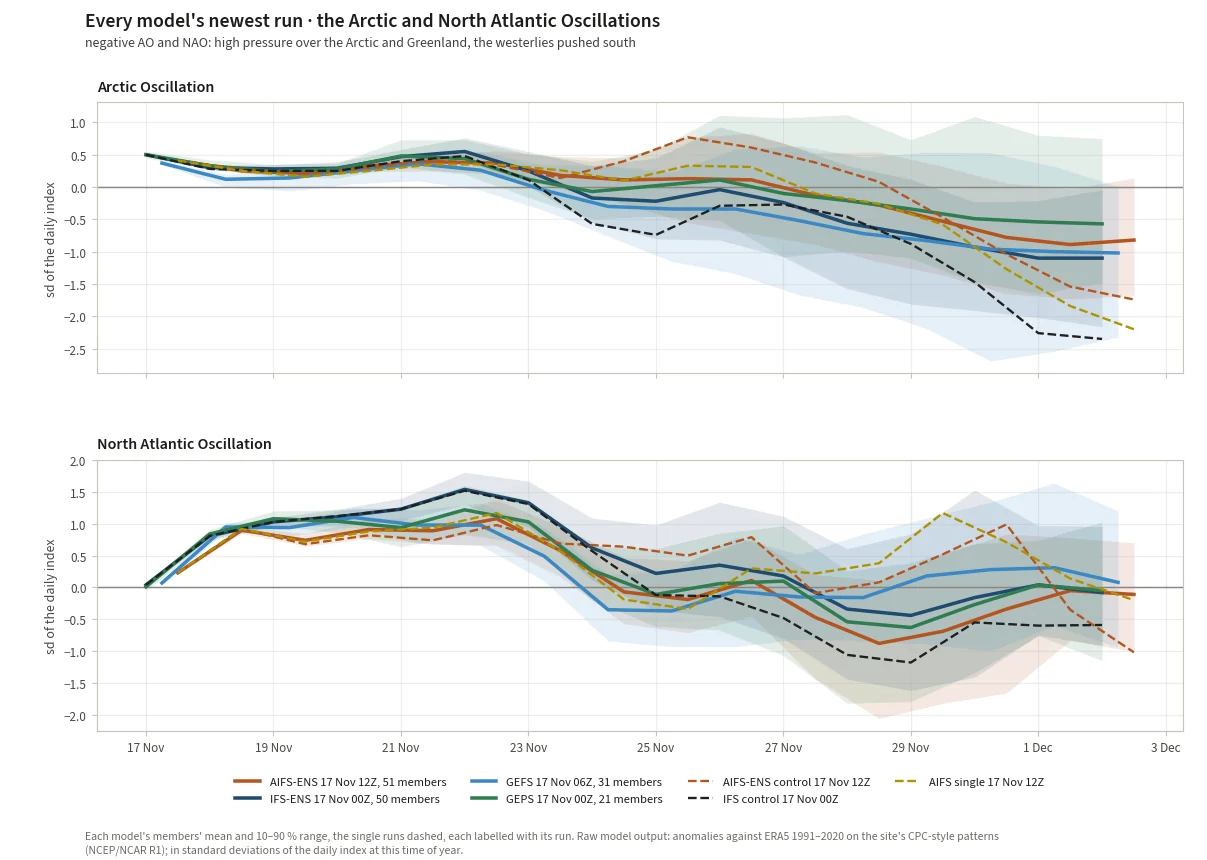 Every model's newest run · the Arctic and North Atlantic Oscillations
negative AO and NAO: high pressure over the Arctic and Greenland, the westerlies pushed south
Arctic Oscillation
1.0
0.5
0.0
−0.5
−1.0
−1.5
−2.0
−2.5
sd of the daily index
North Atlantic Oscillation
2.0
1.5
1.0
0.5
0.0
−0.5
−1.0
−1.5
−2.0
sd of the daily index
17 Nov 19 Nov 21 Nov 23 Nov 25 Nov 27 Nov 29 Nov 1 Dec 3 Dec
AIFS-ENS 17 Nov 12Z, 51 members GEFS 17 Nov 06Z, 31 members AIFS-ENS control 17 Nov 12Z AIFS single 17 Nov 12Z
IFS-ENS 17 Nov 00Z, 50 members GEPS 17 Nov 00Z, 21 members IFS control 17 Nov 00Z
Each model's members' mean and 10–90 % range, the single runs dashed, each labelled with its run. Raw model output: anomalies against ERA5 1991–2020 on the site's CPC-style patterns
(NCEP/NCAR R1); in standard deviations of the daily index at this time of year.